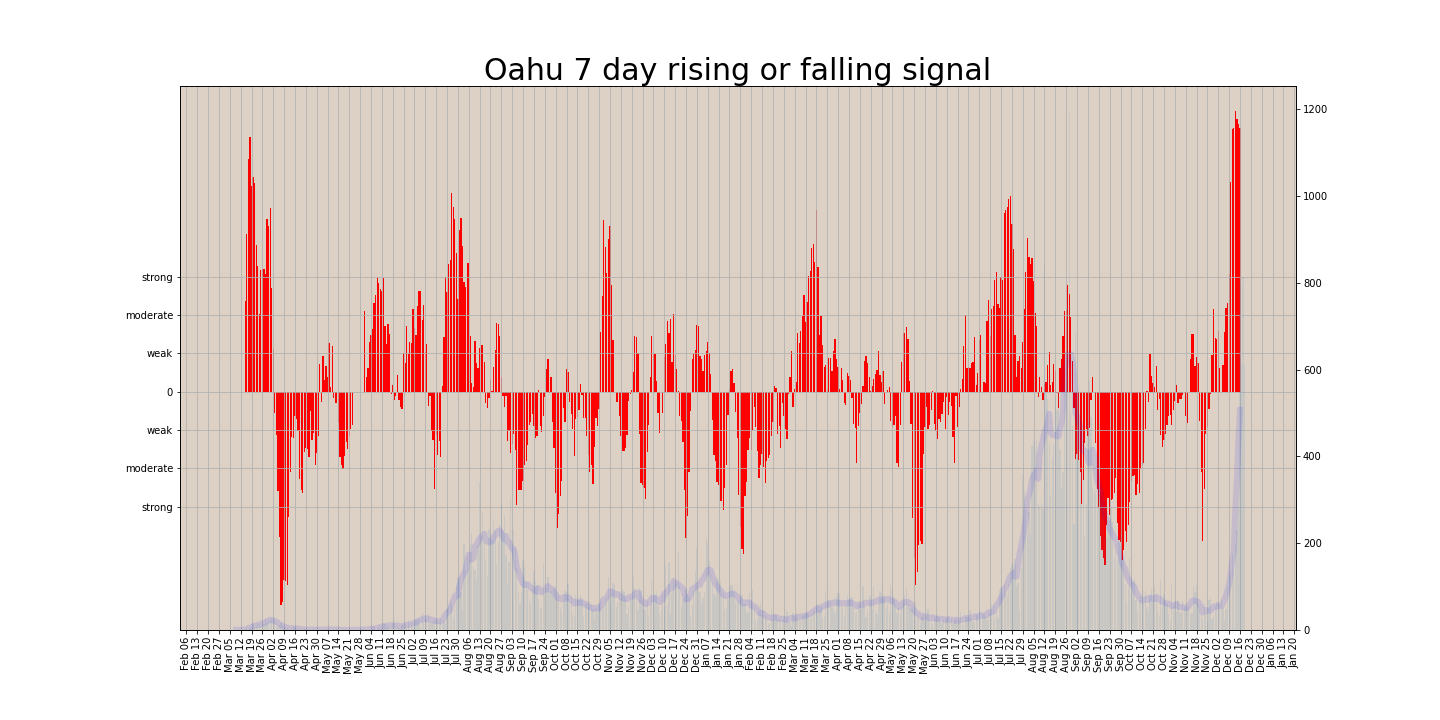 Oahu 7 day rising or falling signal
strong
moderate
weak
0
weak
moderate
strong
1200
1000
800
600
400
200
0
Feb 06
Feb 13
Feb 20
Feb 27
Mar 05
Mar 12
Mar 19
Mar 26
Apr 02
Apr 09
Apr 16
Apr 23
Apr 30
May 07
May 14
May 21
May 28
Jun 04
Jun 11
Jun 18
Jun 25
Jul 02
Jul 09
Jul 16
Jul 23
Jul 30
Aug 06
Aug 13
Aug 20
Aug 27
Sep 03
Sep 10
Sep 17
Sep 24
Oct 01
Oct 08
Oct 15
Oct 22
Oct 29
Nov 05
Nov 12
Nov 19
Nov 26
Dec 03
Dec 10
Dec 17
Dec 24
Dec 31
Jan 07
Jan 14
Jan 21
Jan 28
Feb 04
Feb 11
Feb 18
Feb 25
Mar 04
Mar 11
Mar 18
Mar 25
Apr 01
Apr 08
Apr 15
Apr 22
Apr 29
May 06
May 13
May 20
May 27
Jun 03
Jun 10
Jun 17
Jun 24
Jul 01
Jul 08
Jul 15
Jul 22
Jul 29
Aug 05
Aug 12
Aug 19
Aug 26
Sep 02
Sep 09
Sep 16
Sep 23
Sep 30
Oct 07
Oct 14
Oct 21
Oct 28
Nov 04
Nov 11
Nov 18
Nov 25
Dec 02
Dec 09
Dec 16
Dec 23
Dec 30
Jan 06
Jan 13
Jan 20